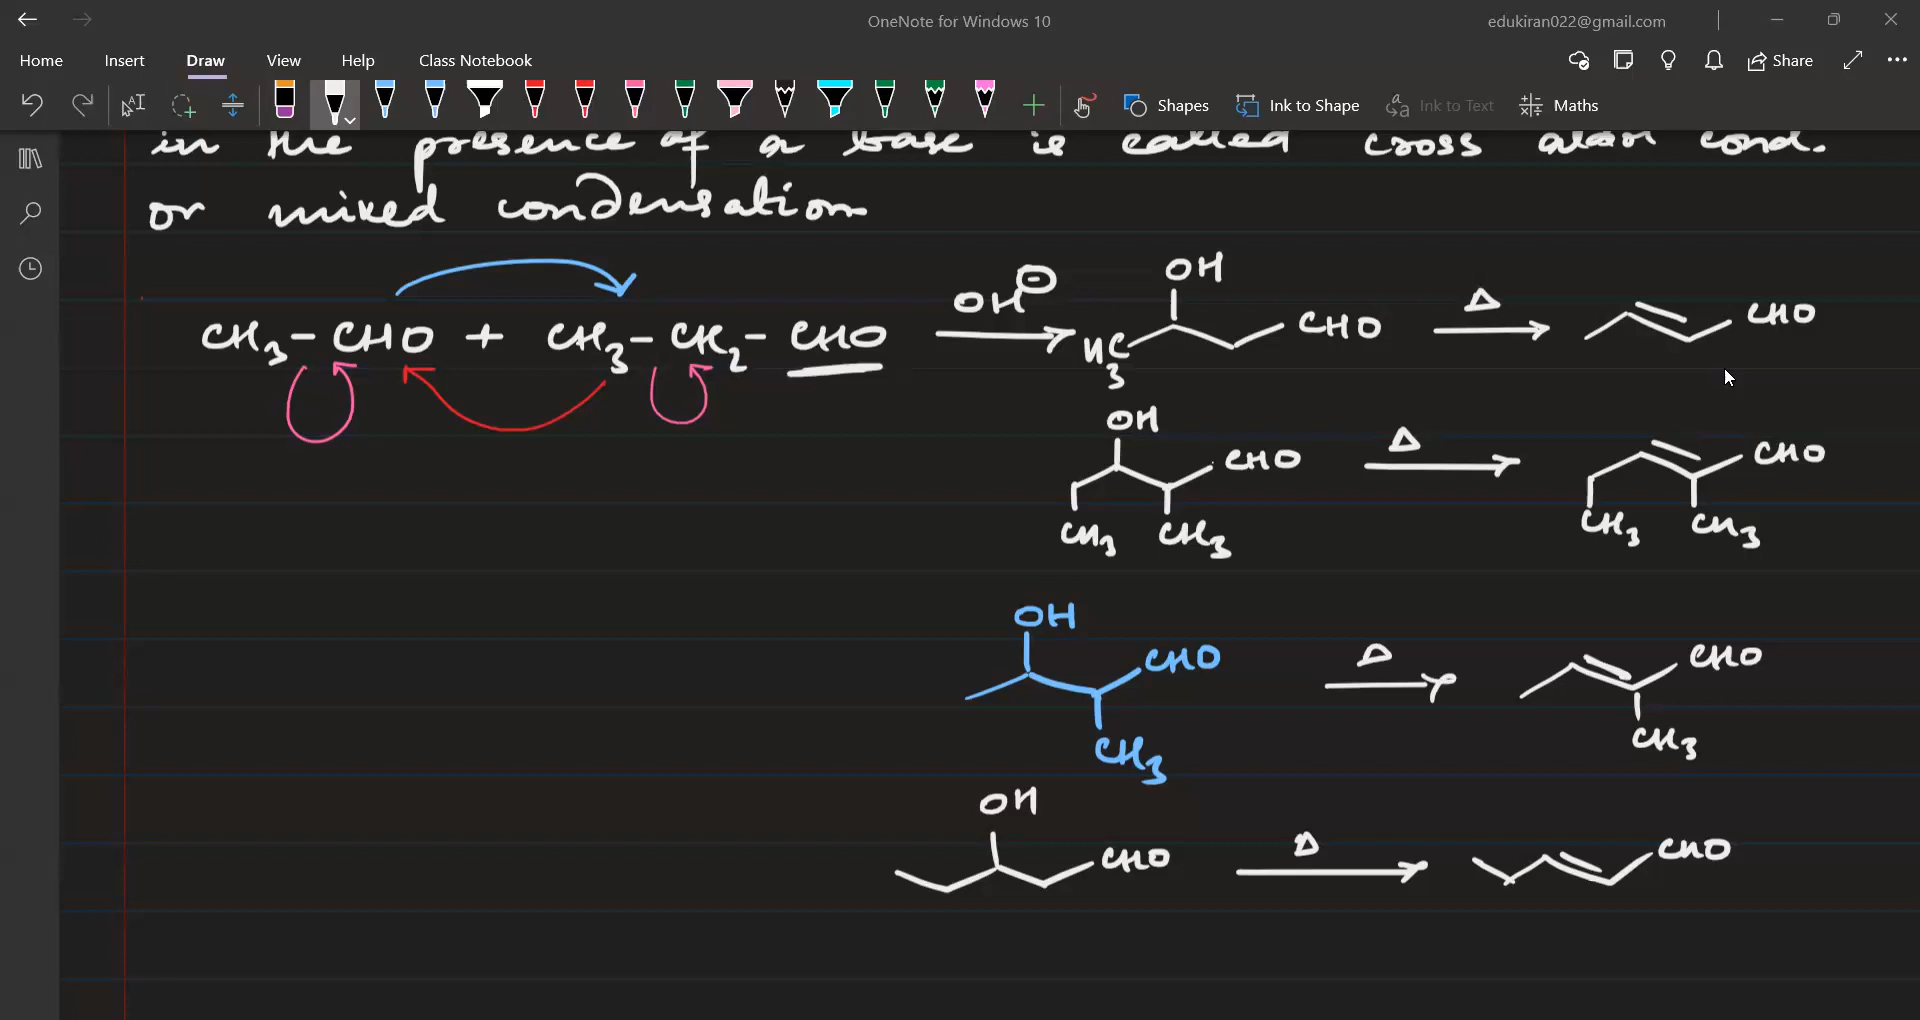 OneNote for Windows 10
edukiran022@gmail.com
Home Insert Draw View Help Class Notebook Share
Shapes Ink to Shape Ink to Text Maths
in the presence of a base is called cross aldol cond.
or mixed condensation
OH
CH3-CHO + CH3-CH2-CHO OH⊖ → H3C CHO Δ → CHO
OH
CHO Δ → CHO
CH3 CH3 CH3 CH3
OH
CHO Δ → CHO
CH3 CH3
OH
CHO Δ → CHO